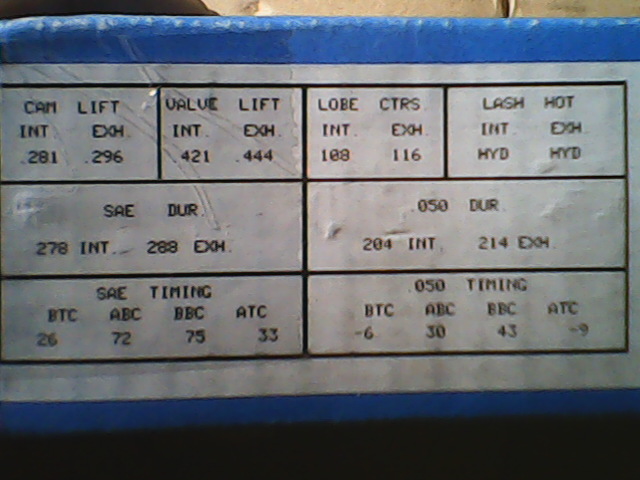 CAM LIFT
INT. EXH.
.281 .296
VALVE LIFT
INT. EXH.
.421 .444
LOBE CTRS.
INT. EXH.
108 116
LASH HOT
INT. EXH.
HYD HYD
SAE DUR.
278 INT. 288 EXH.
.050 DUR.
204 INT. 214 EXH.
SAE TIMING
BTC ABC BBC ATC
26 72 75 33
.050 TIMING
BTC ABC BBC ATC
-6 30 43 -9